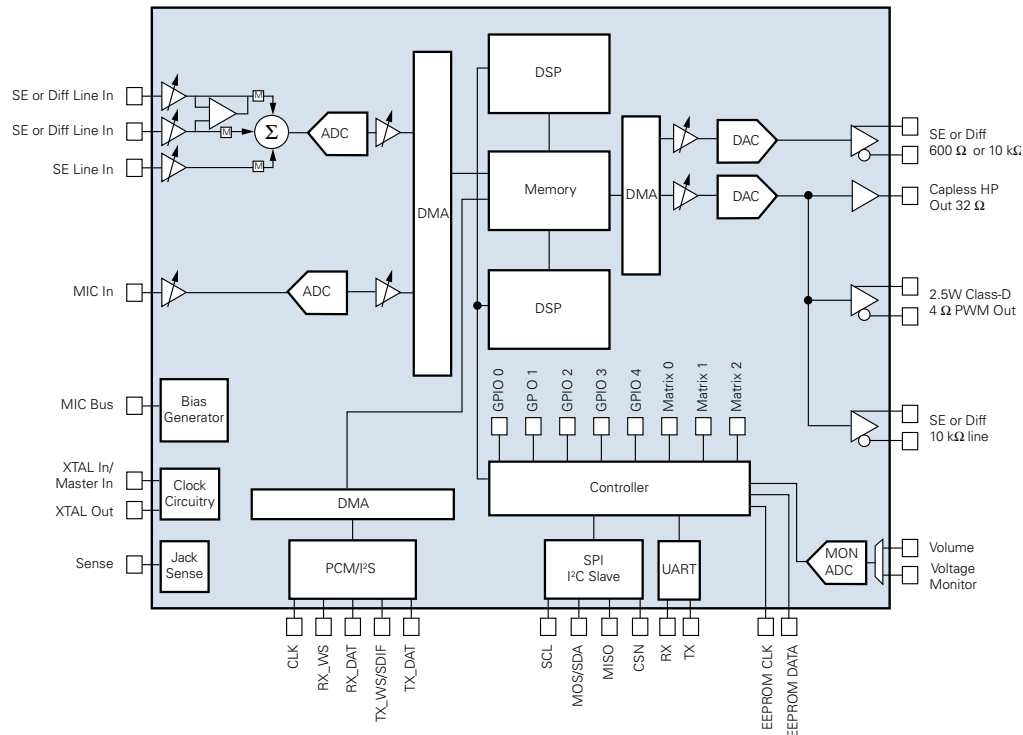 DSP
SE or Diff Line In
M
SE or Diff Line In
M
Σ
ADC
SE Line In
M
DMA
Memory
DMA
DAC
SE or Diff
600 Ω or 10 kΩ
DAC
Capless HP
Out 32 Ω
MIC In
ADC
DSP
2.5W Class-D
4 Ω PWM Out
MIC Bus
Bias
Generator
GPIO 0
GP O 1
GPIO 2
GPIO 3
GPIO 4
Matrix 0
Matrix 1
Matrix 2
SE or Diff
10 kΩ line
XTAL In/
Master In
XTAL Out
Clock
Circuitry
DMA
Controller
Sense
Jack
Sense
PCM/I²S
SPI
I²C Slave
UART
MON
ADC
Volume
Voltage
Monitor
CLK
RX_WS
RX_DAT
TX_WS/SDIF
TX_DAT
SCL
MOS/SDA
MISO
CSN
RX
TX
EEPROM CLK
EEPROM DATA